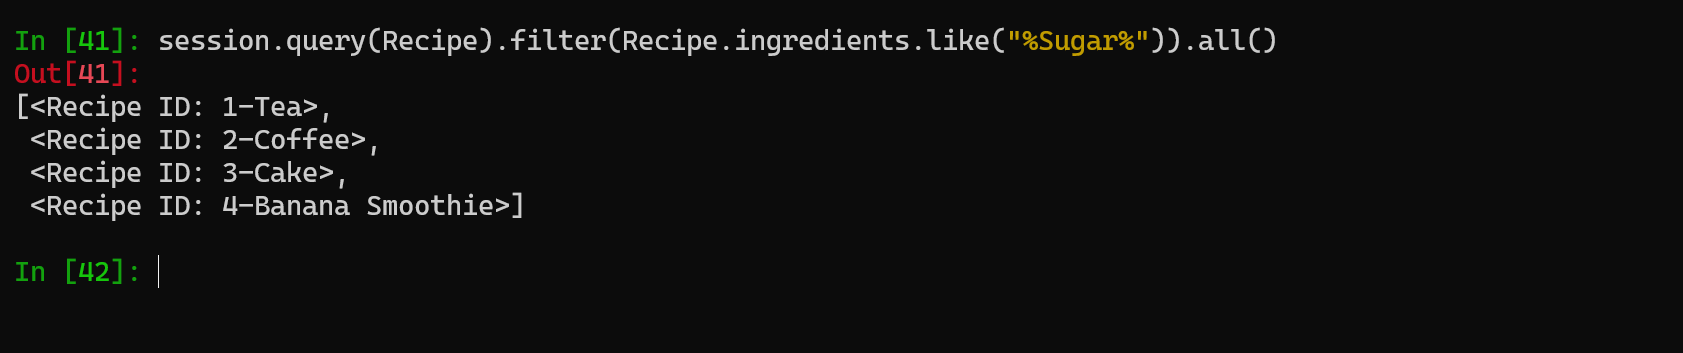 In [41]: session.query(Recipe).filter(Recipe.ingredients.like("%Sugar%")).all()
Out[41]:
[<Recipe ID: 1-Tea>,
 <Recipe ID: 2-Coffee>,
 <Recipe ID: 3-Cake>,
 <Recipe ID: 4-Banana Smoothie>]
In [42]: